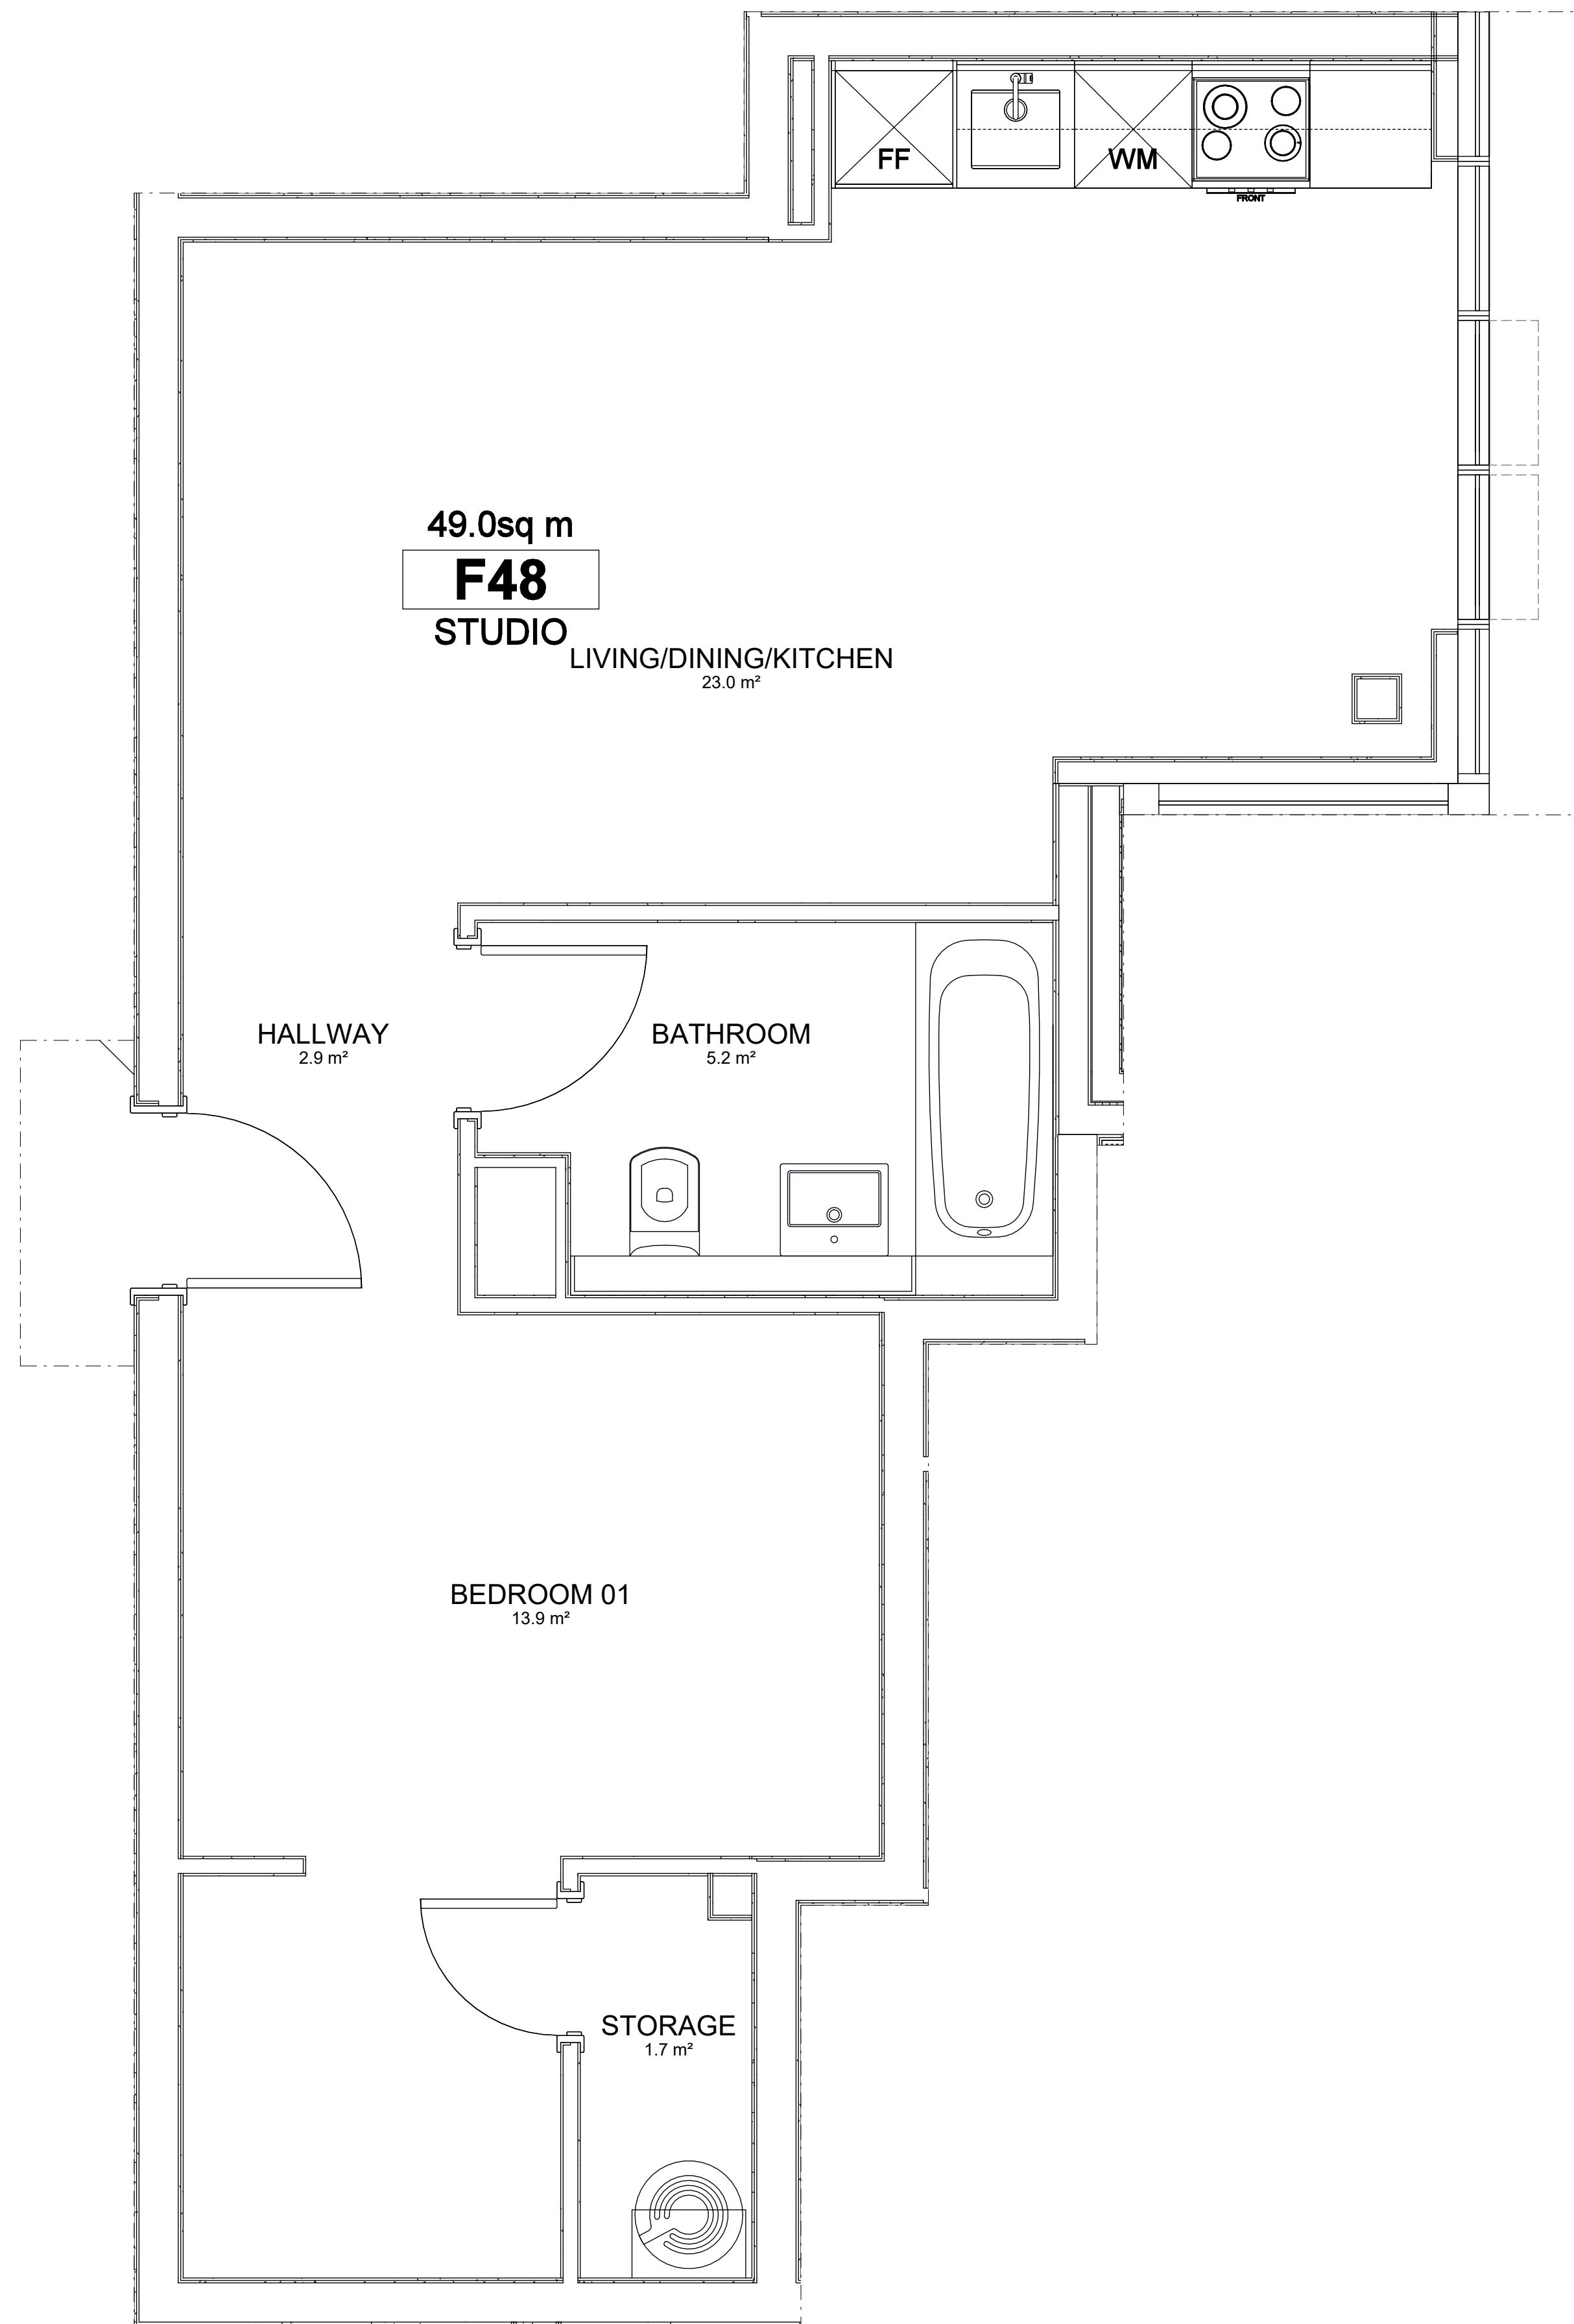 FF
WM
FRONT
49.0sq m
F48
STUDIO
LIVING/DINING/KITCHEN
23.0 m²
HALLWAY
2.9 m²
BATHROOM
5.2 m²
BEDROOM 01
13.9 m²
STORAGE
1.7 m²